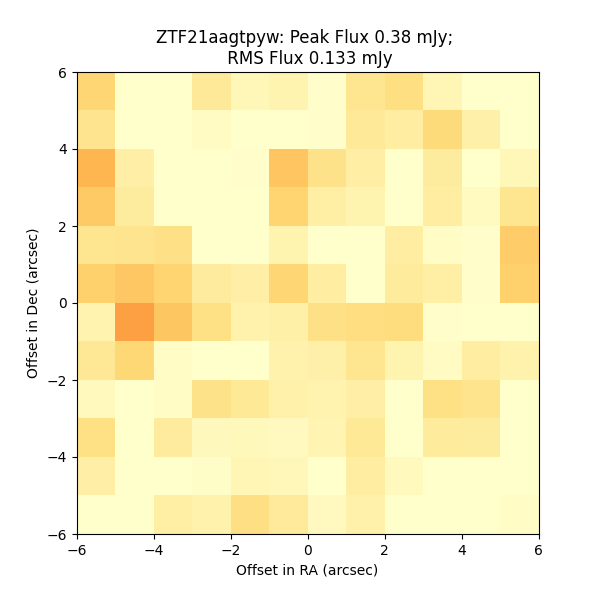 ZTF21aagtpyw: Peak Flux 0.38 mJy;
RMS Flux 0.133 mJy
6
4
2
0
−2
−4
−6
Offset in Dec (arcsec)
−6 −4 −2 0 2 4 6
Offset in RA (arcsec)